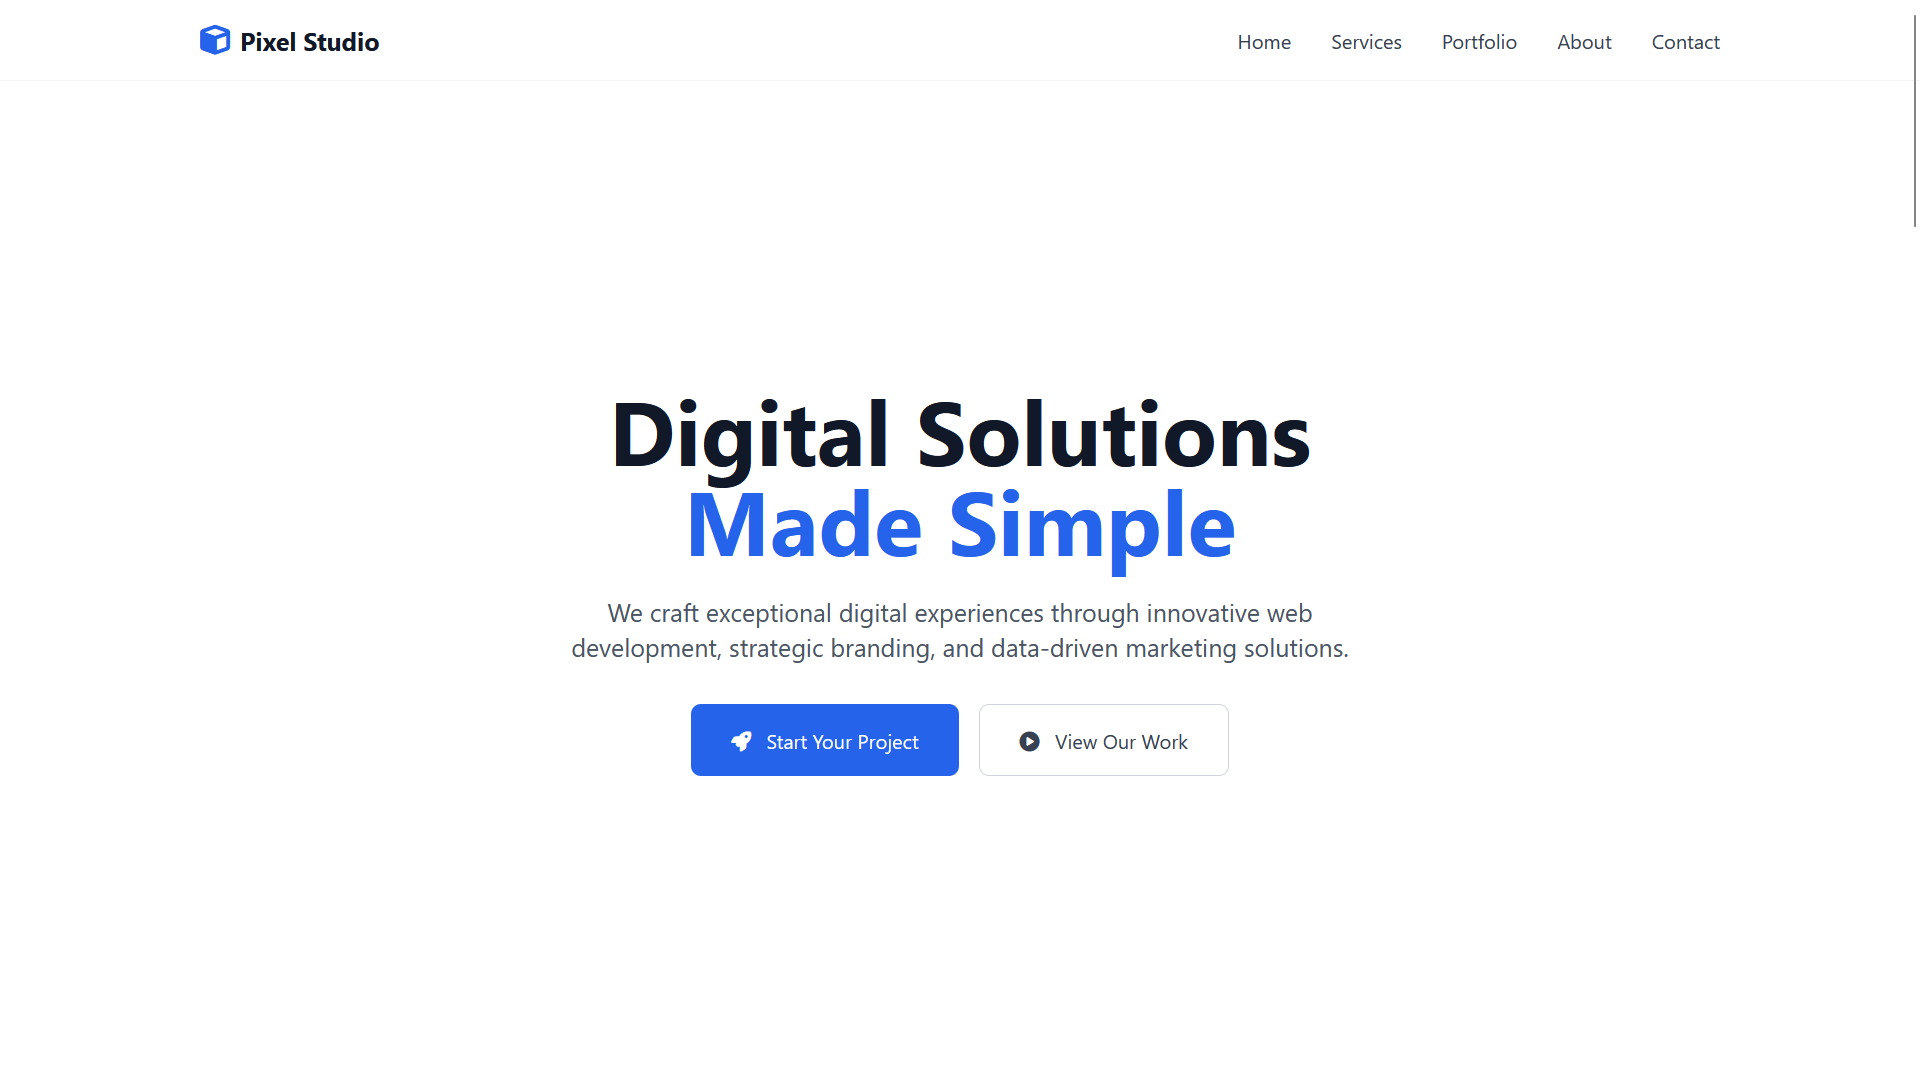 Pixel Studio
Home Services Portfolio About Contact
Digital Solutions
Made Simple
We craft exceptional digital experiences through innovative web
development, strategic branding, and data-driven marketing solutions.
Start Your Project
View Our Work